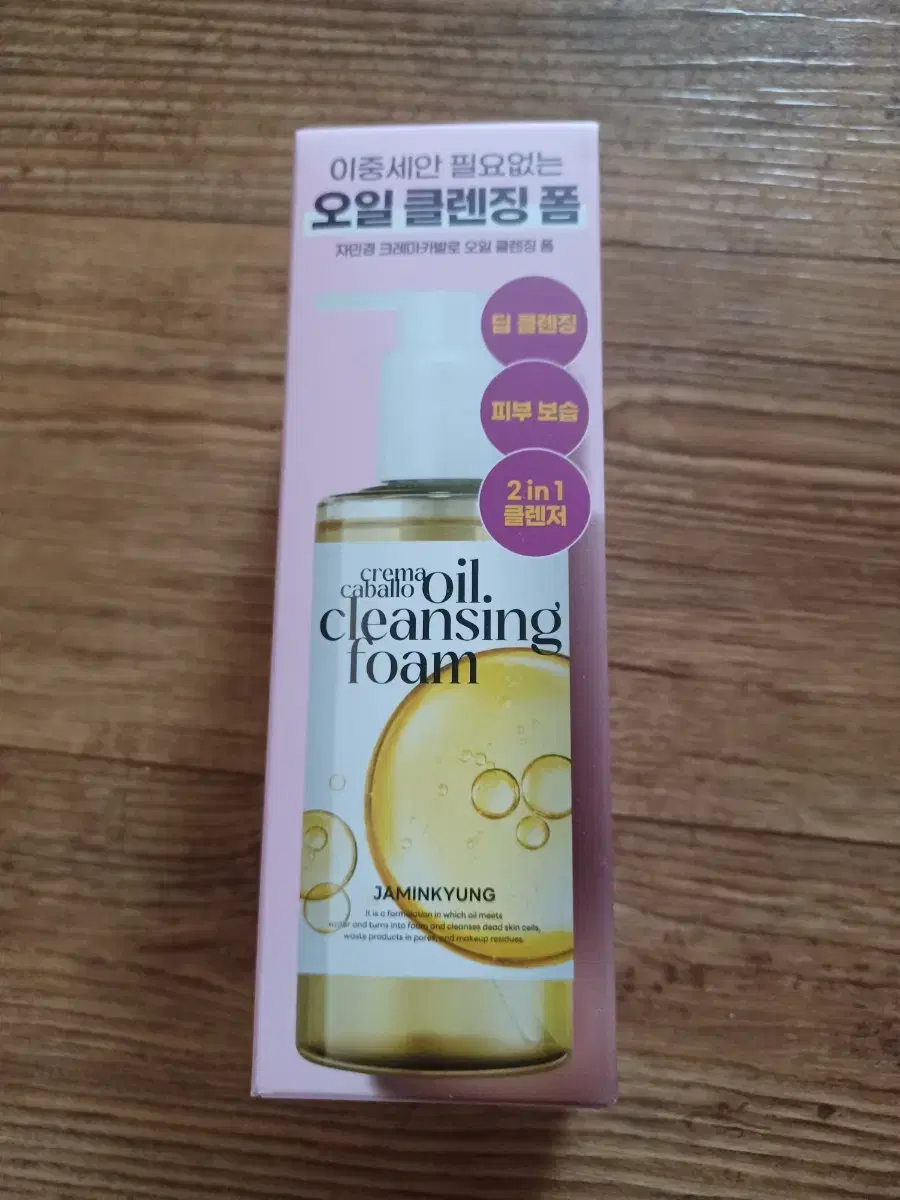 이중세안 필요없는
오일 클렌징 폼
자민경 크레마카발로 오일 클렌징 폼
딥 클렌징
피부 보습
2 in 1
클렌저
crema
caballo oil
cleansing
foam
JAMINKYUNG
It is a formulation in which oil meets
water and turns into foam and cleanses dead skin cells,
waste products in pores, and makeup residues.